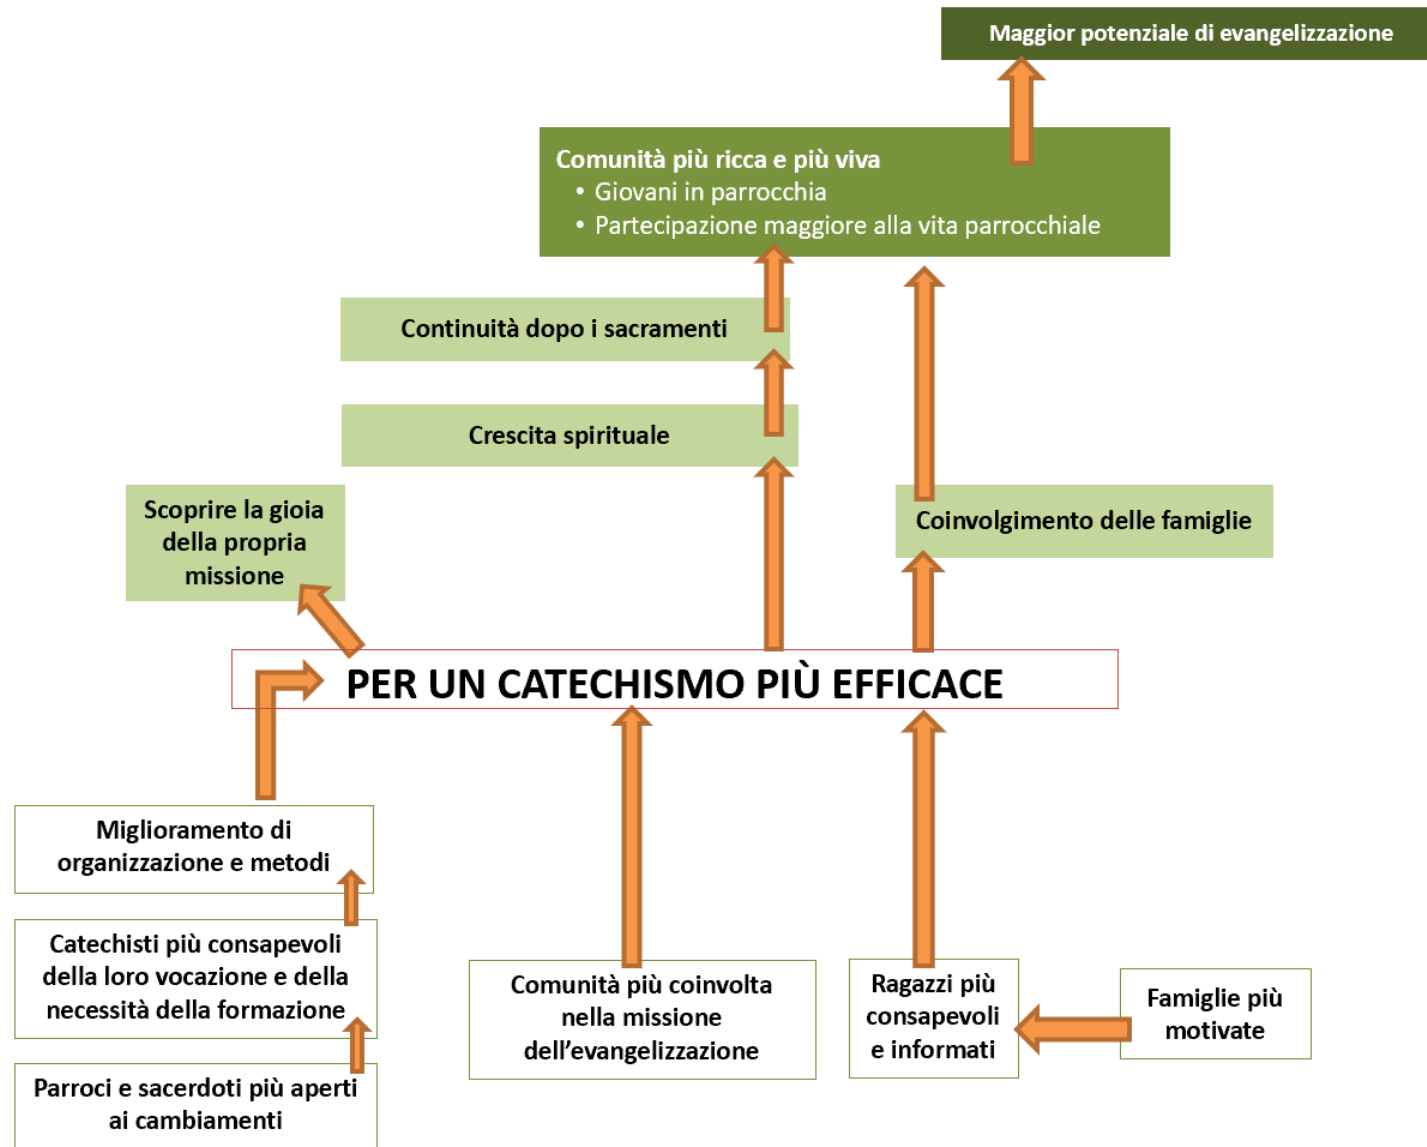 Maggior potenziale di evangelizzazione
Comunità più ricca e più viva
• Giovani in parrocchia
• Partecipazione maggiore alla vita parrocchiale
Continuità dopo i sacramenti
Crescita spirituale
Scoprire la gioia
della propria
missione
Coinvolgimento delle famiglie
PER UN CATECHISMO PIÙ EFFICACE
Miglioramento di
organizzazione e metodi
Catechisti più consapevoli
della loro vocazione e della
necessità della formazione
Parroci e sacerdoti più aperti
ai cambiamenti
Comunità più coinvolta
nella missione
dell’evangelizzazione
Ragazzi più
consapevoli
e informati
Famiglie più
motivate